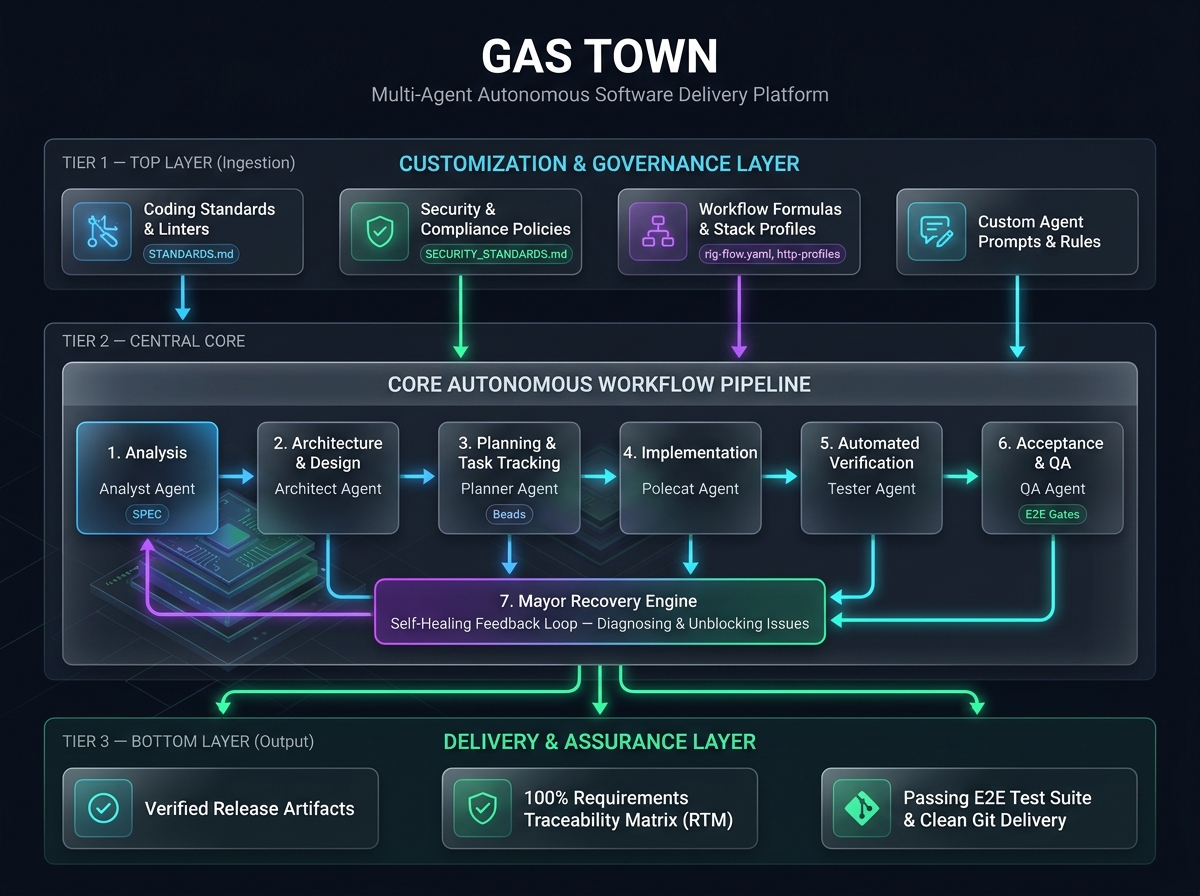 GAS TOWN
Multi-Agent Autonomous Software Delivery Platform
TIER 1 — TOP LAYER (Ingestion)
CUSTOMIZATION & GOVERNANCE LAYER
Coding Standards
& Linters
STANDARDS.md
Security &
Compliance Policies
SECURITY_STANDARDS.md
Workflow Formulas
& Stack Profiles
rig-flow.yaml, http-profiles
Custom Agent
Prompts & Rules
TIER 2 — CENTRAL CORE
CORE AUTONOMOUS WORKFLOW PIPELINE
1. Analysis
Analyst Agent
SPEC
2. Architecture
& Design
Architect Agent
3. Planning &
Task Tracking
Planner Agent
Beads
4. Implementation
Polecat Agent
5. Automated
Verification
Tester Agent
6. Acceptance
& QA
QA Agent
E2E Gates
7. Mayor Recovery Engine
Self-Healing Feedback Loop — Diagnosing & Unblocking Issues
TIER 3 — BOTTOM LAYER (Output)
DELIVERY & ASSURANCE LAYER
Verified Release Artifacts
100% Requirements
Traceability Matrix (RTM)
Passing E2E Test Suite
& Clean Git Delivery